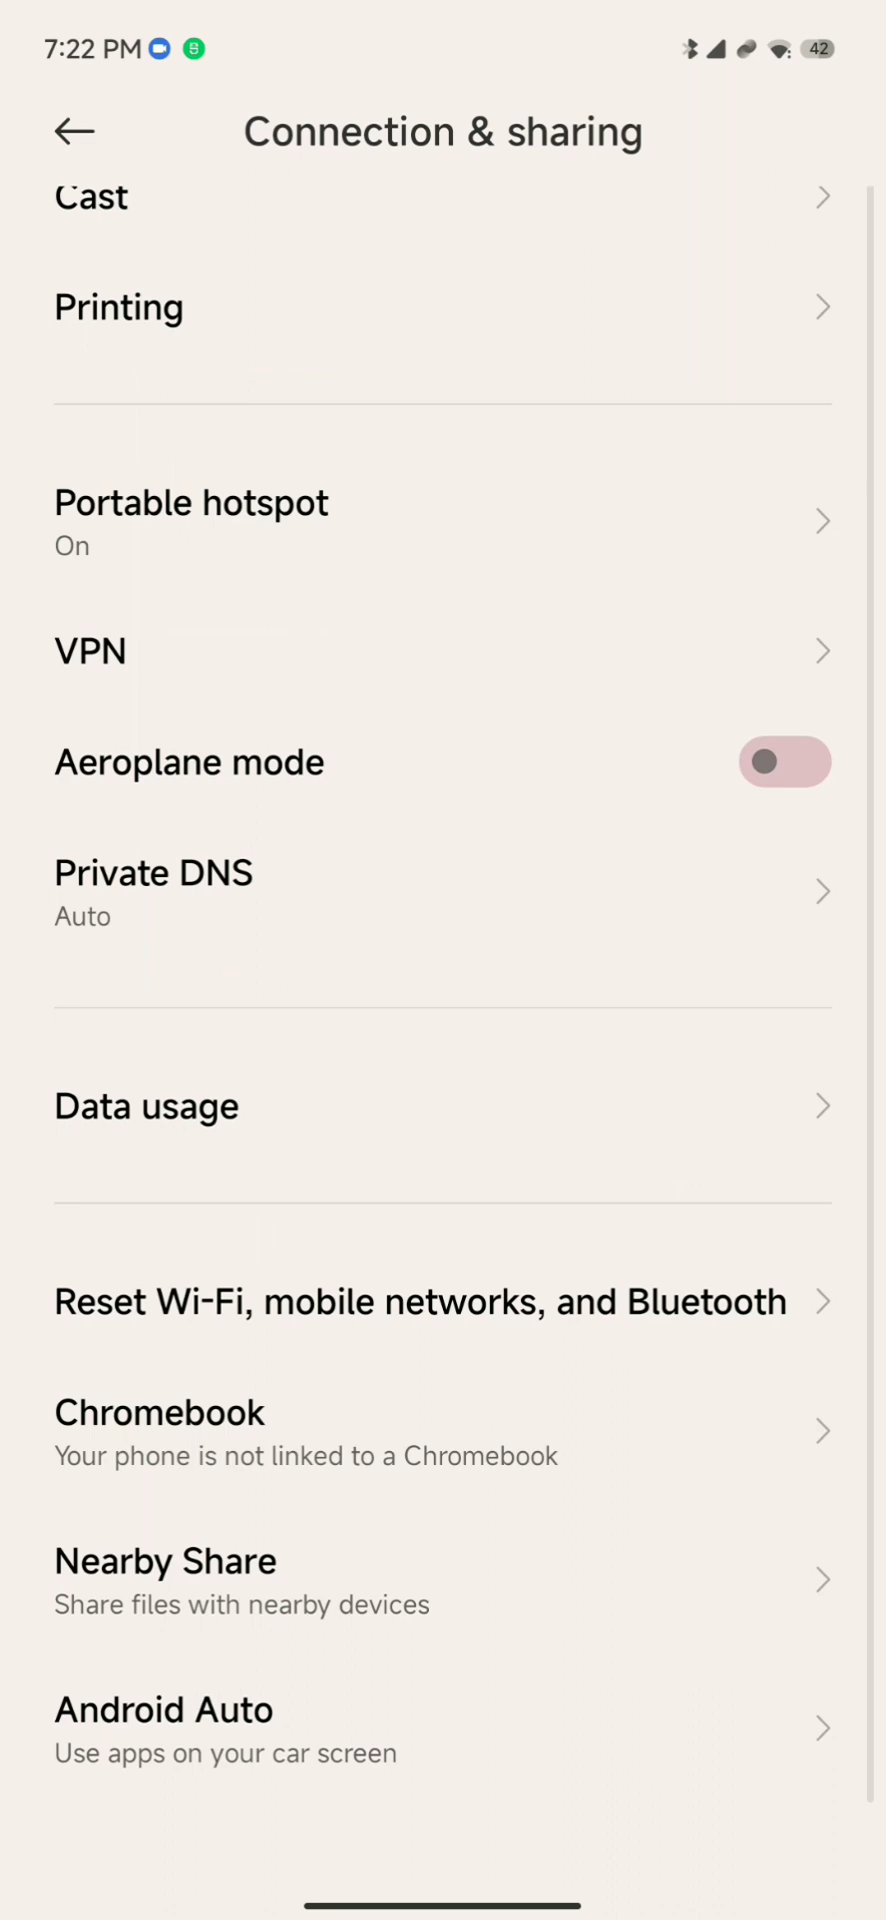 7:22 PM
42
Connection & sharing
Cast
Printing
Portable hotspot
On
VPN
Aeroplane mode
Private DNS
Auto
Data usage
Reset Wi-Fi, mobile networks, and Bluetooth
Chromebook
Your phone is not linked to a Chromebook
Nearby Share
Share files with nearby devices
Android Auto
Use apps on your car screen